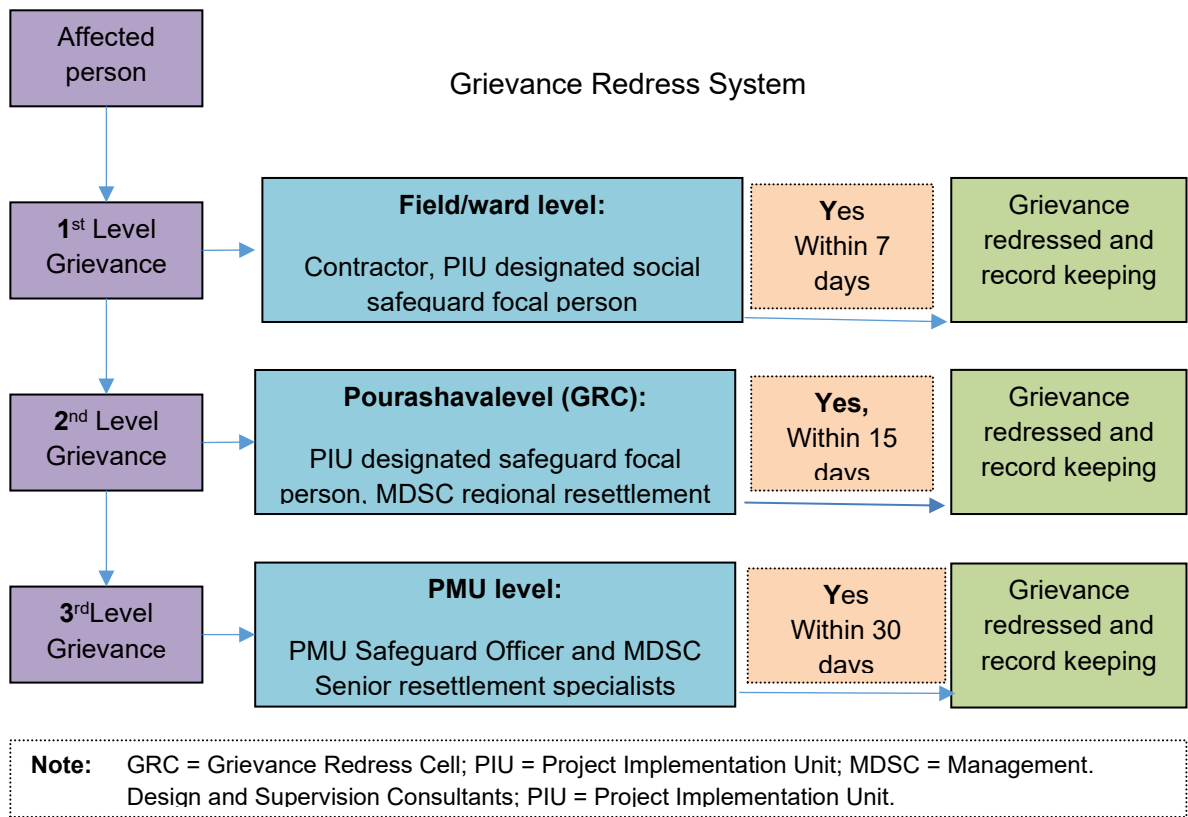 Affected
person
Grievance Redress System
1st Level
Grievance
Field/ward level:
Contractor, PIU designated social
safeguard focal person
Yes
Within 7
days
Grievance
redressed and
record keeping
2nd Level
Grievance
Pourashavalevel (GRC):
PIU designated safeguard focal
person, MDSC regional resettlement
Yes,
Within 15
days
Grievance
redressed and
record keeping
3rdLevel
Grievance
PMU level:
PMU Safeguard Officer and MDSC
Senior resettlement specialists
Yes
Within 30
days
Grievance
redressed and
record keeping
Note: GRC = Grievance Redress Cell; PIU = Project Implementation Unit; MDSC = Management.
Design and Supervision Consultants; PIU = Project Implementation Unit.